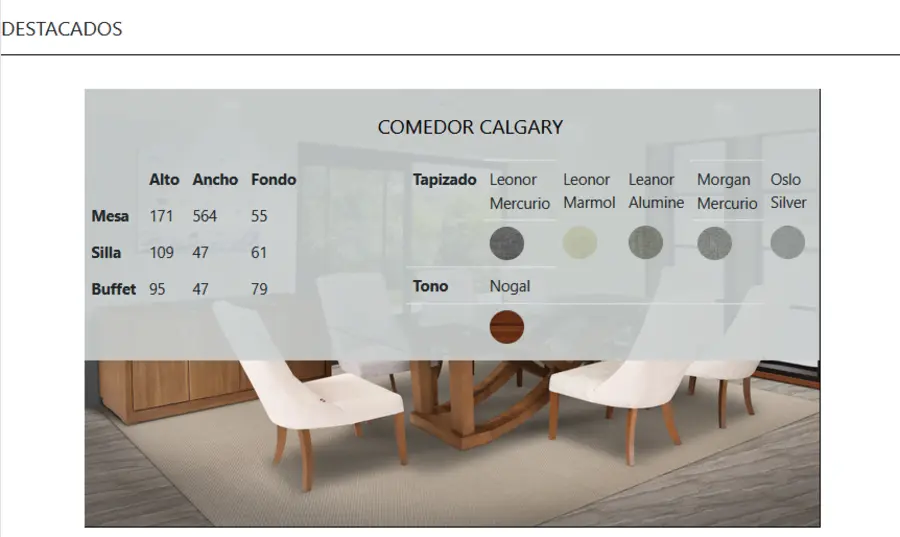 DESTACADOS
COMEDOR CALGARY
Alto Ancho Fondo
Mesa 171 564 55
Silla 109 47 61
Buffet 95 47 79
Tapizado Leonor Leonor Leanor Morgan Oslo
Mercurio Marmol Alumine Mercurio Silver
Tono Nogal